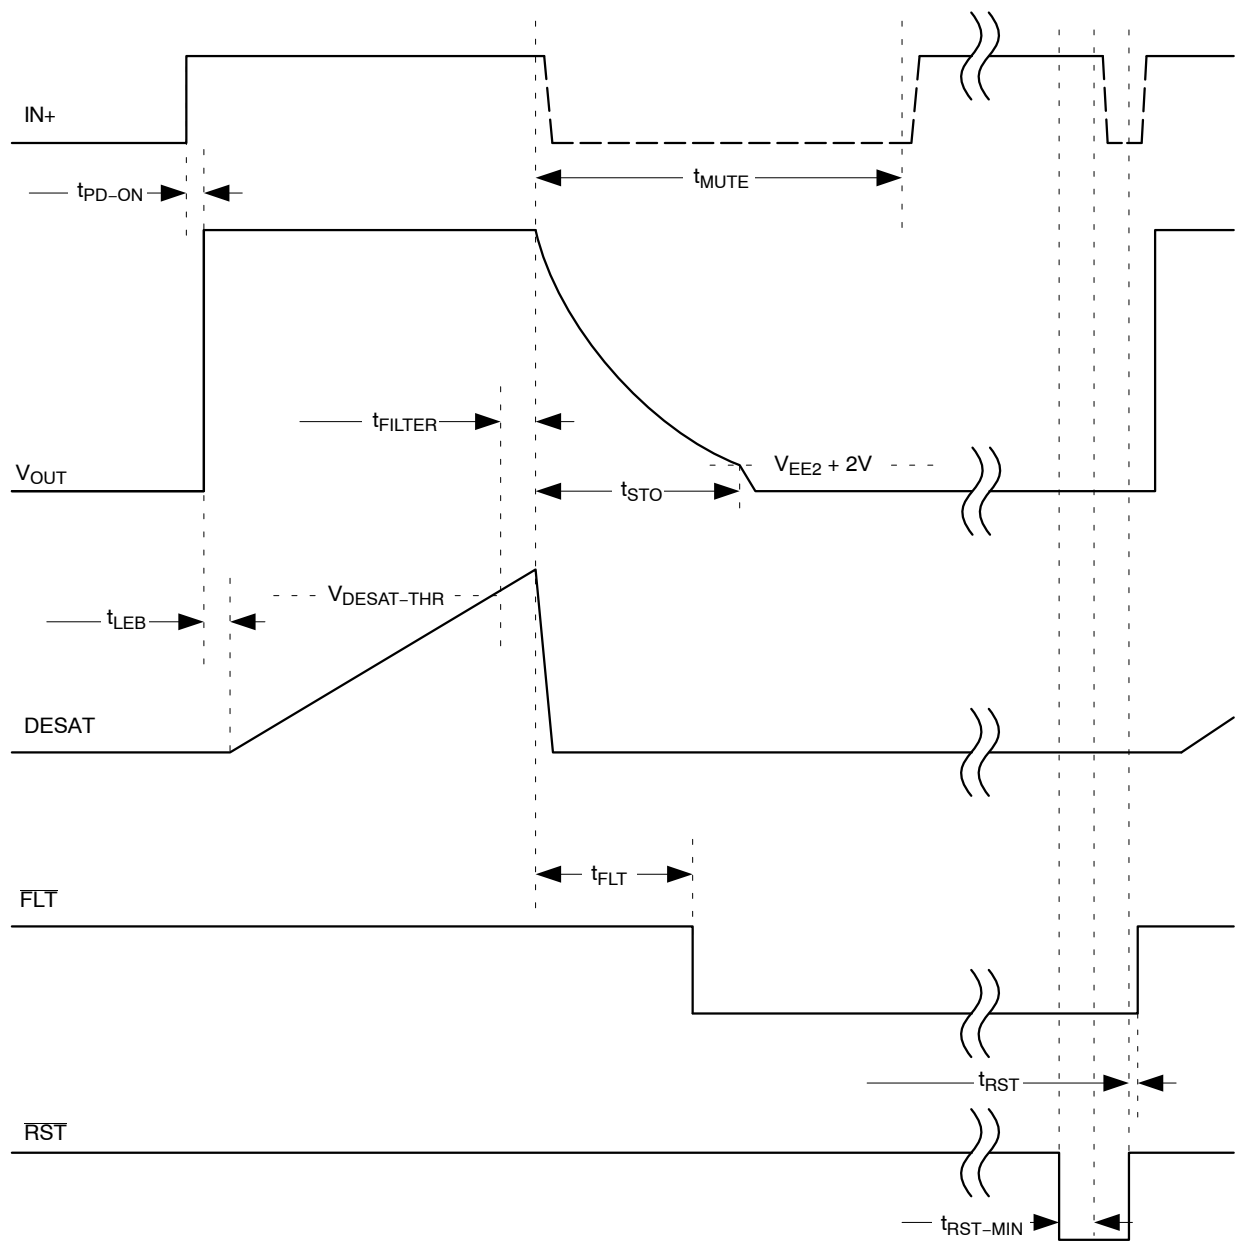 IN+
tPD–ON
tMUTE
tFILTER
VOUT
VEE2 + 2V
tSTO
VDESAT–THR
tLEB
DESAT
tFLT
FLT
tRST
RST
tRST–MIN